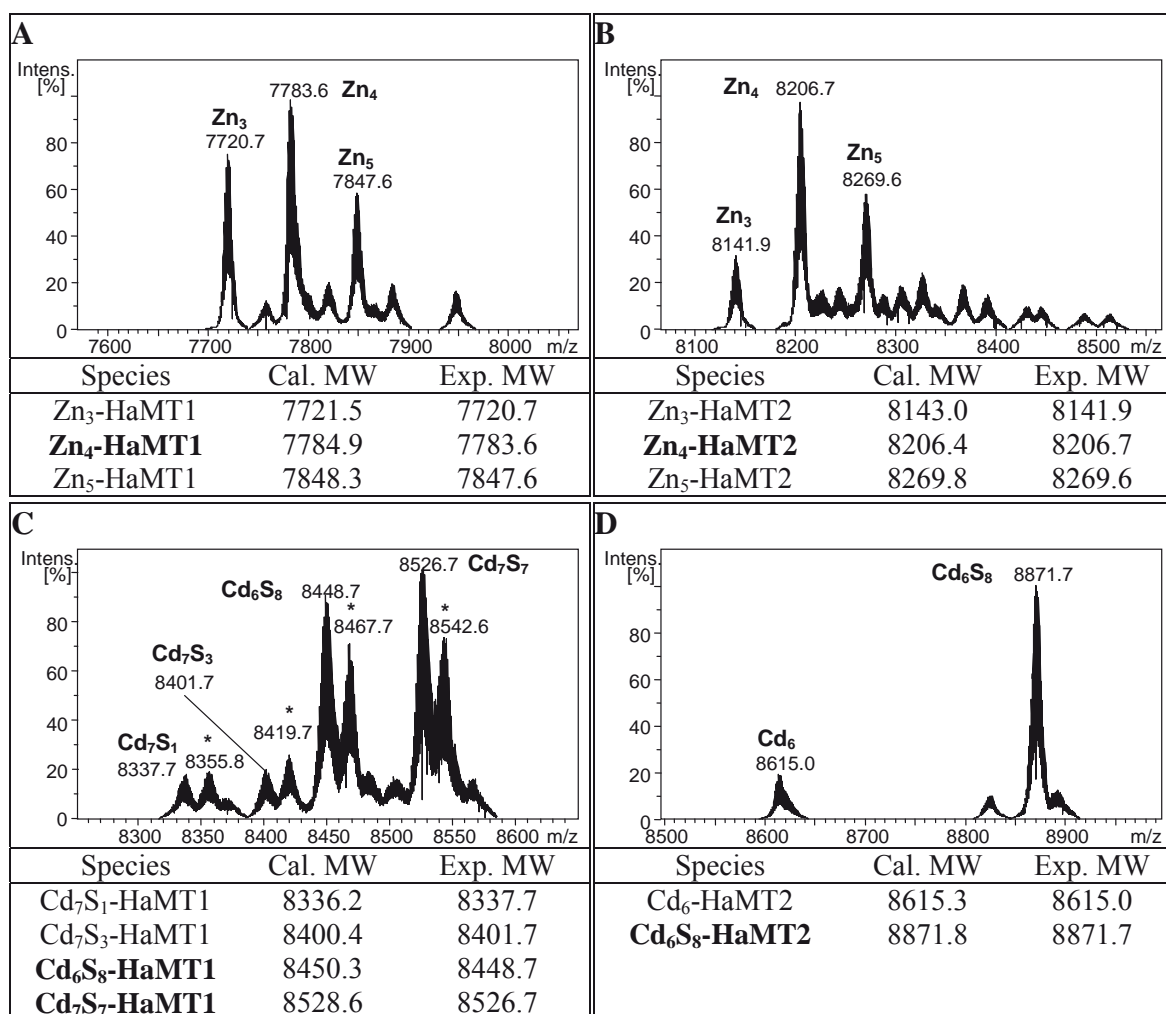 A
Intens.
[%]
80
60
40
20
0
Zn3
7720.7
7783.6 Zn4
Zn5
7847.6
7600 7700 7800 7900 8000 m/z
Species Cal. MW Exp. MW
Zn3-HaMT1 7721.5 7720.7
Zn4-HaMT1 7784.9 7783.6
Zn5-HaMT1 7848.3 7847.6
B
Intens.
[%]
80
60
40
20
0
Zn4 8206.7
Zn5
8269.6
Zn3
8141.9
8100 8200 8300 8400 8500 m/z
Species Cal. MW Exp. MW
Zn3-HaMT2 8143.0 8141.9
Zn4-HaMT2 8206.4 8206.7
Zn5-HaMT2 8269.8 8269.6
C
Intens.
[%]
80
60
40
20
0
8526.7 Cd7S7
Cd6S8 8448.7
*
8467.7
*
8542.6
Cd7S3
8401.7
*
8419.7
Cd7S1
8337.7
*
8355.8
8300 8350 8400 8450 8500 8550 8600 m/z
Species Cal. MW Exp. MW
Cd7S1-HaMT1 8336.2 8337.7
Cd7S3-HaMT1 8400.4 8401.7
Cd6S8-HaMT1 8450.3 8448.7
Cd7S7-HaMT1 8528.6 8526.7
D
Intens.
[%]
80
60
40
20
0
Cd6S8 8871.7
Cd6
8615.0
8500 8600 8700 8800 8900 m/z
Species Cal. MW Exp. MW
Cd6-HaMT2 8615.3 8615.0
Cd6S8-HaMT2 8871.8 8871.7